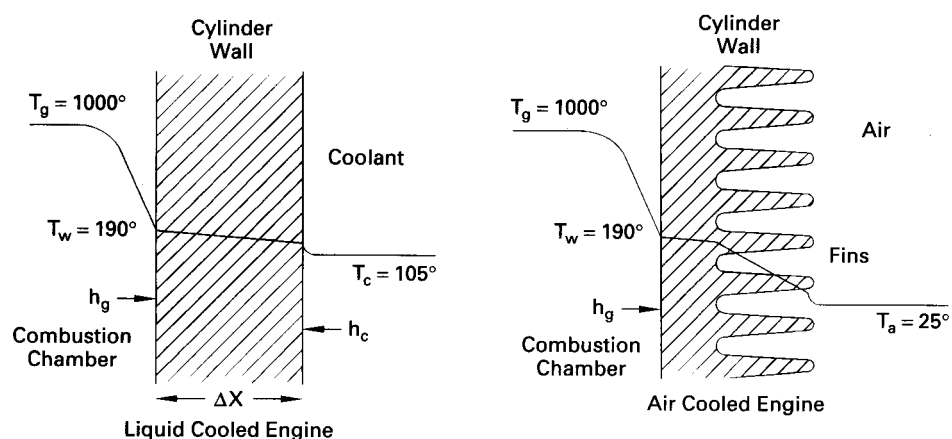 Cylinder
Wall
T_g = 1000°
Coolant
T_w = 190°
T_c = 105°
h_g
h_c
Combustion
Chamber
ΔX
Liquid Cooled Engine
Cylinder
Wall
T_g = 1000°
Air
T_w = 190°
Fins
h_g
T_a = 25°
Combustion
Chamber
Air Cooled Engine